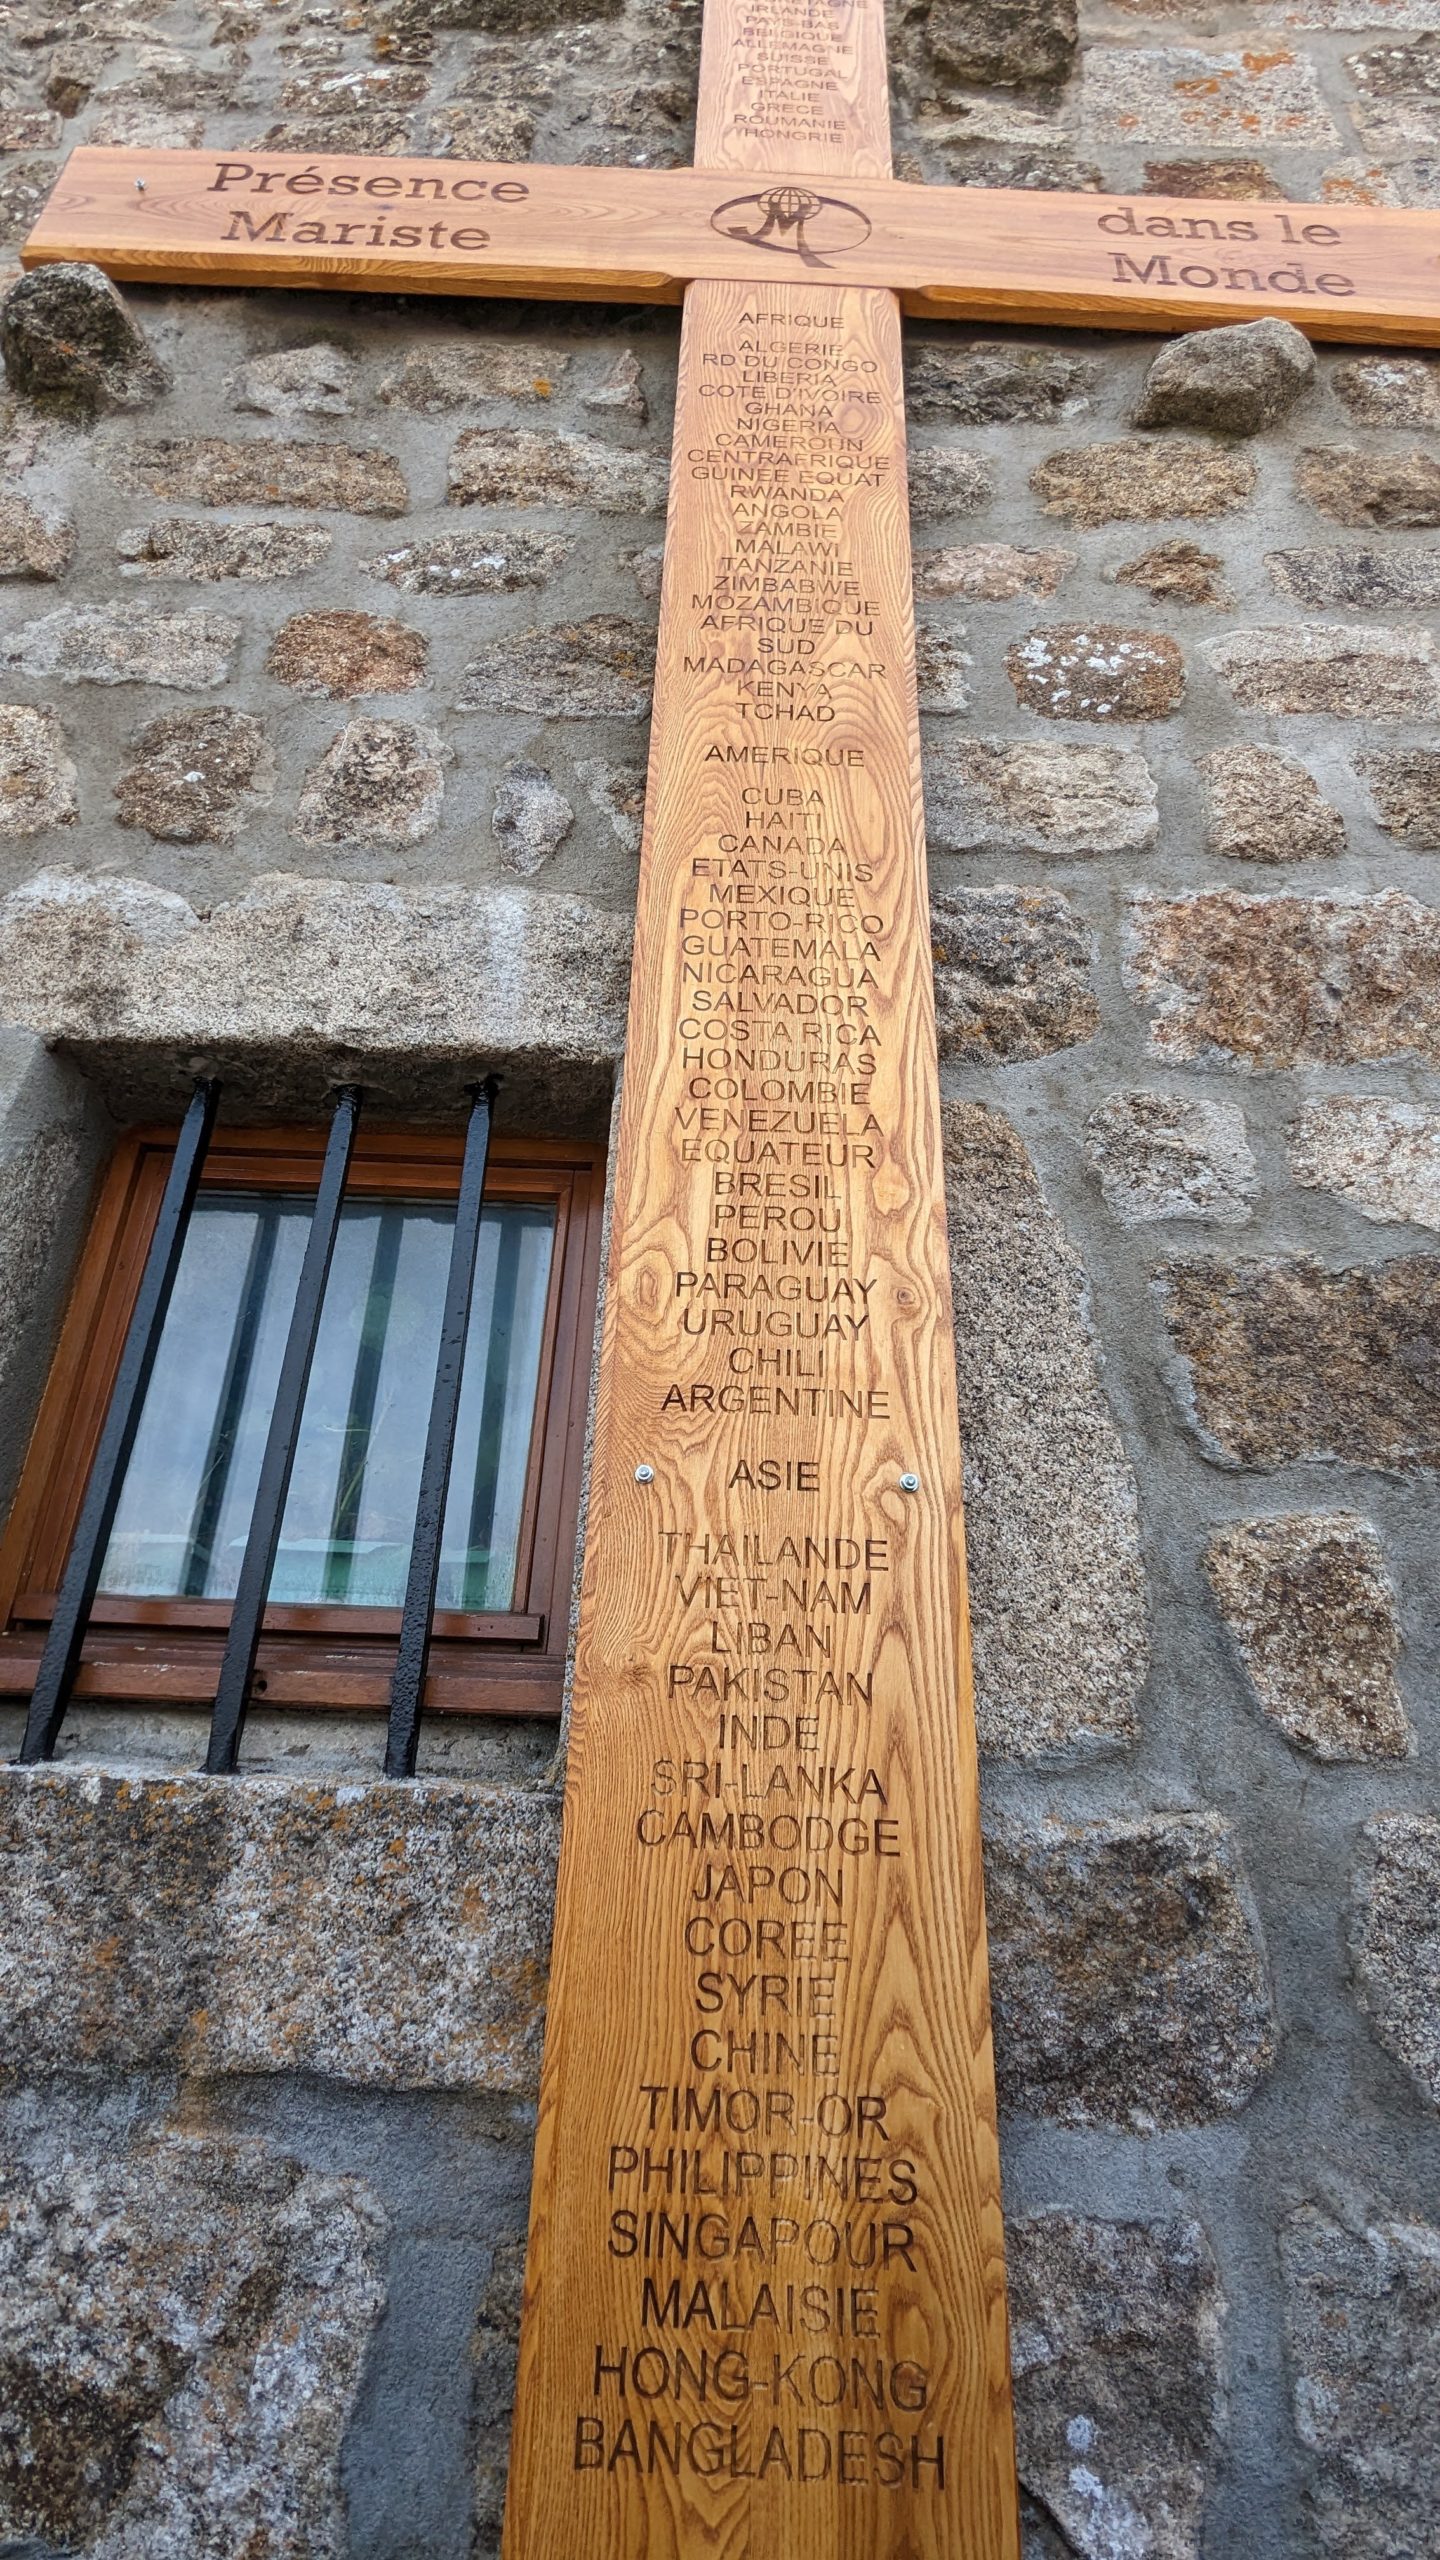 IRLANDE
PAYS-BAS
BELGIQUE
ALLEMAGNE
SUISSE
PORTUGAL
ESPAGNE
ITALIE
GRECE
ROUMANIE
HONGRIE
Présence
Mariste
M
dans le
Monde
AFRIQUE
ALGERIE
RD DU CONGO
LIBERIA
COTE D'IVOIRE
GHANA
NIGERIA
CAMEROUN
CENTRAFRIQUE
GUINEE EQUAT
RWANDA
ANGOLA
ZAMBIE
MALAWI
TANZANIE
ZIMBABWE
MOZAMBIQUE
AFRIQUE DU
SUD
MADAGASCAR
KENYA
TCHAD
AMERIQUE
CUBA
HAITI
CANADA
ETATS-UNIS
MEXIQUE
PORTO-RICO
GUATEMALA
NICARAGUA
SALVADOR
COSTA RICA
HONDURAS
COLOMBIE
VENEZUELA
EQUATEUR
BRESIL
PEROU
BOLIVIE
PARAGUAY
URUGUAY
CHILI
ARGENTINE
ASIE
THAILANDE
VIET-NAM
LIBAN
PAKISTAN
INDE
SRI-LANKA
CAMBODGE
JAPON
COREE
SYRIE
CHINE
TIMOR-OR
PHILIPPINES
SINGAPOUR
MALAISIE
HONG-KONG
BANGLADESH